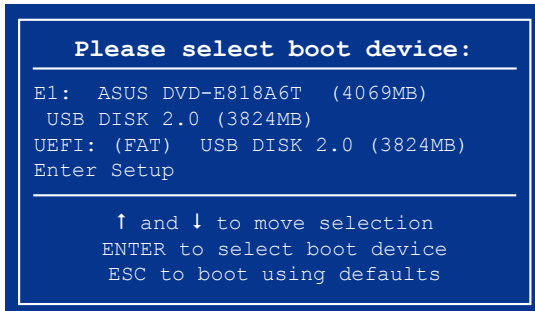 Please select boot device:
E1:  ASUS DVD-E818A6T  (4069MB)
USB DISK 2.0 (3824MB)
UEFI: (FAT)  USB DISK 2.0 (3824MB)
Enter Setup
↑ and ↓ to move selection
ENTER to select boot device
ESC to boot using defaults